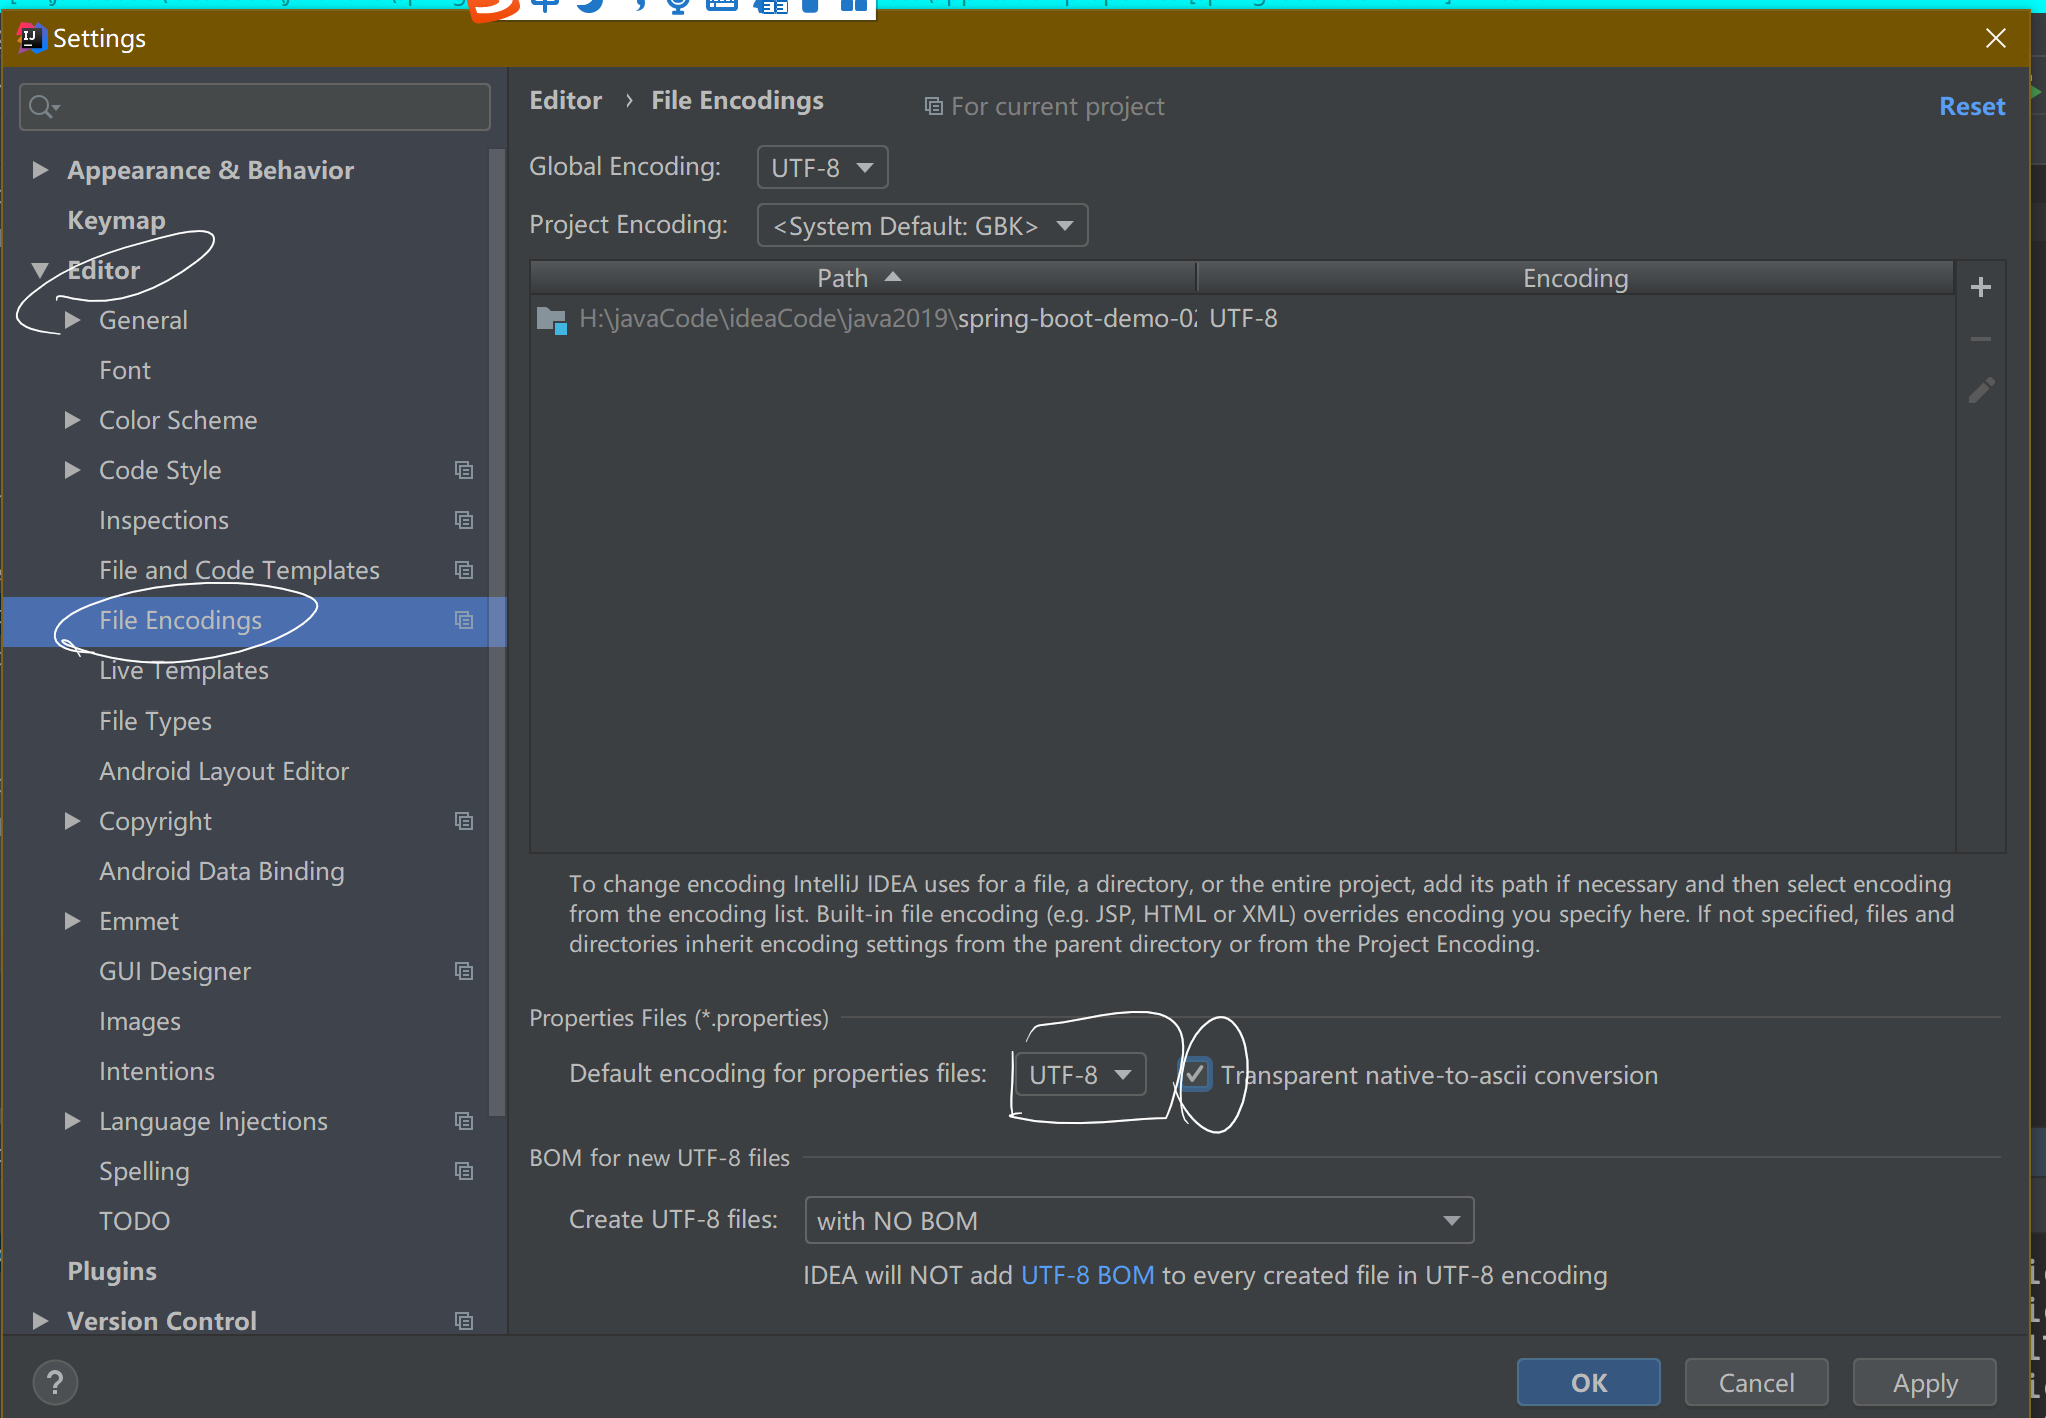 Settings
Editor › File Encodings
For current project
Reset
Appearance & Behavior
Keymap
Editor
General
Font
Color Scheme
Code Style
Inspections
File and Code Templates
File Encodings
Live Templates
File Types
Android Layout Editor
Copyright
Android Data Binding
Emmet
GUI Designer
Images
Intentions
Language Injections
Spelling
TODO
Plugins
Version Control
Global Encoding: UTF-8
Project Encoding: <System Default: GBK>
Path Encoding
H:\javaCode\ideaCode\java2019\spring-boot-demo-02 UTF-8
To change encoding IntelliJ IDEA uses for a file, a directory, or the entire project, add its path if necessary and then select encoding
from the encoding list. Built-in file encoding (e.g. JSP, HTML or XML) overrides encoding you specify here. If not specified, files and
directories inherit encoding settings from the parent directory or from the Project Encoding.
Properties Files (*.properties)
Default encoding for properties files: UTF-8 Transparent native-to-ascii conversion
BOM for new UTF-8 files
Create UTF-8 files: with NO BOM
IDEA will NOT add UTF-8 BOM to every created file in UTF-8 encoding
?
OK
Cancel
Apply